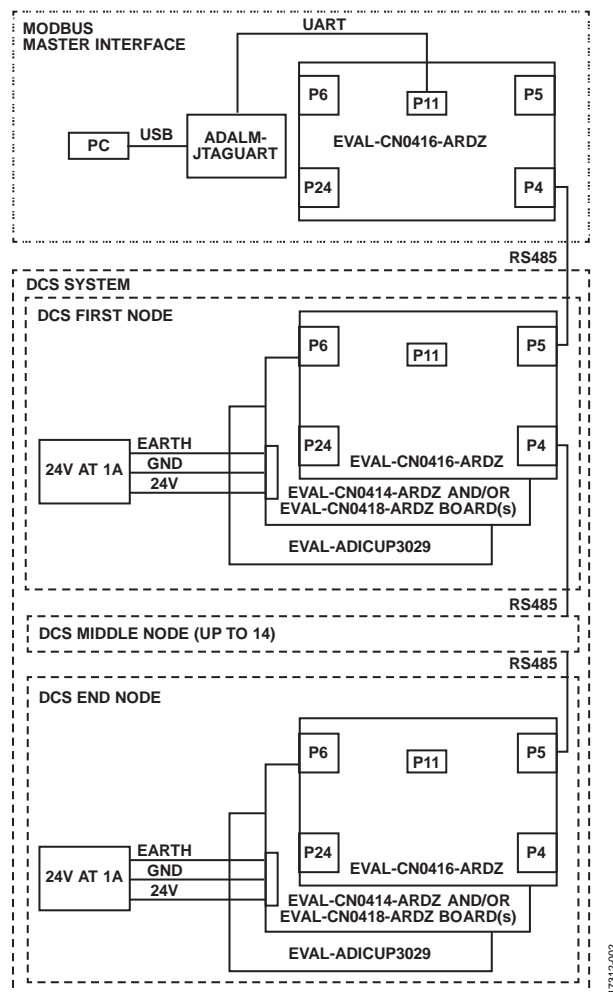 MODBUS
MASTER INTERFACE
UART
P6
P11
P5
PC
USB
ADALM-
JTAGUART
EVAL-CN0416-ARDZ
P24
P4
RS485
DCS SYSTEM
DCS FIRST NODE
P6
P11
P5
24V AT 1A
EARTH
GND
24V
P24
P4
EVAL-CN0416-ARDZ
EVAL-CN0414-ARDZ AND/OR
EVAL-CN0418-ARDZ BOARD(s)
EVAL-ADICUP3029
RS485
DCS MIDDLE NODE (UP TO 14)
RS485
DCS END NODE
P6
P11
P5
24V AT 1A
EARTH
GND
24V
P24
P4
EVAL-CN0416-ARDZ
EVAL-CN0414-ARDZ AND/OR
EVAL-CN0418-ARDZ BOARD(s)
EVAL-ADICUP3029
17312-002